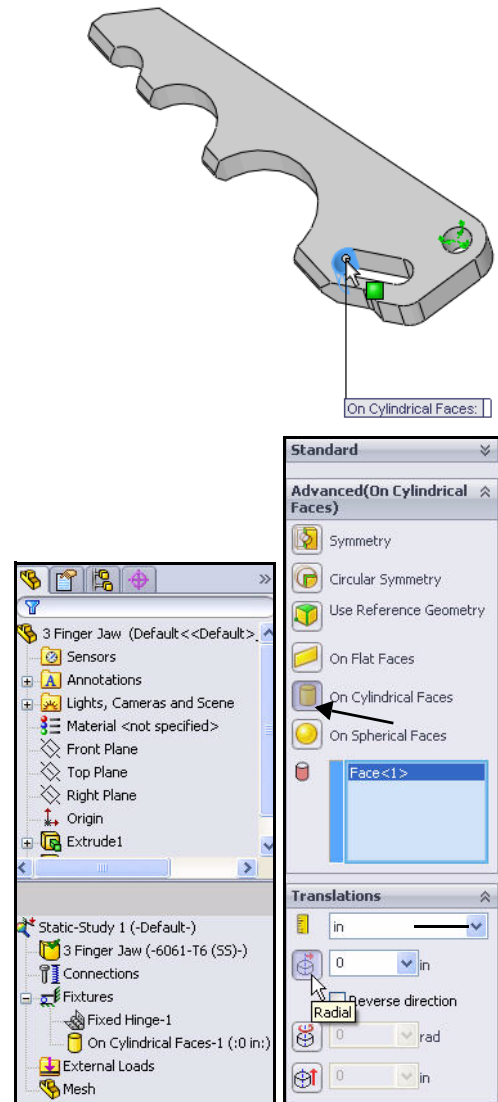 On Cylindrical Faces:
Standard
Advanced(On Cylindrical
Faces)
Symmetry
Circular Symmetry
Use Reference Geometry
On Flat Faces
On Cylindrical Faces
On Spherical Faces
Face<1>
Translations
in
0 in
Reverse direction
Radial
0 rad
0 in
3 Finger Jaw (Default<<Default>_
Sensors
A Annotations
Lights, Cameras and Scene
Material <not specified>
Front Plane
Top Plane
Right Plane
Origin
Extrude1
Static-Study 1 (-Default-)
3 Finger Jaw (-6061-T6 (SS)-)
Connections
Fixtures
Fixed Hinge-1
On Cylindrical Faces-1 (:0 in:)
External Loads
Mesh